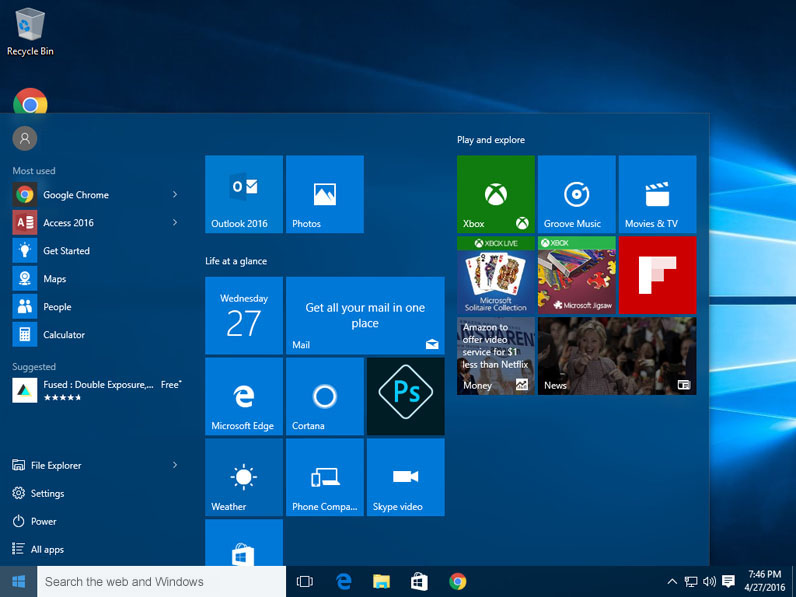 Recycle Bin
Most used
Google Chrome
Access 2016
Get Started
Maps
People
Calculator
Suggested
Fused : Double Exposure,... Free*
File Explorer
Settings
Power
All apps
Outlook 2016
Photos
Life at a glance
Wednesday
27
Get all your mail in one
place
Mail
Microsoft Edge
Cortana
Ps
Weather
Phone Compa...
Skype video
Play and explore
Xbox
Groove Music
Movies & TV
XBOX LIVE
Microsoft
Solitaire Collection
XBOX
Microsoft Jigsaw
Amazon to
offer video
service for $1
less than Netflix
Money
News
Search the web and Windows
7:46 PM
4/27/2016